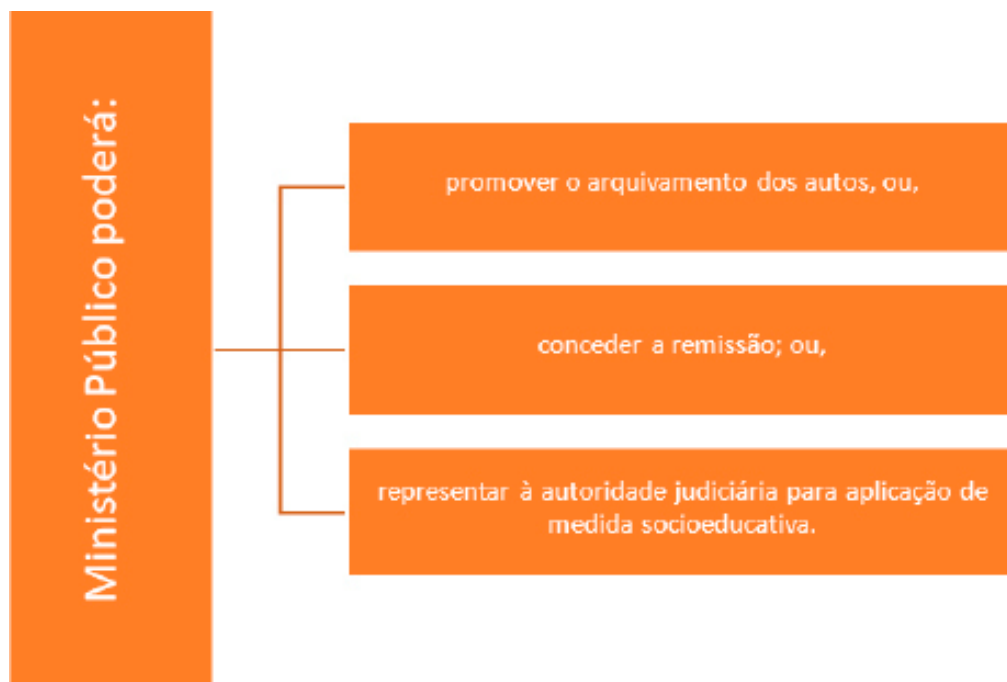 Ministério Público poderá:
promover o arquivamento dos autos, ou,
conceder a remissão; ou,
representar à autoridade judiciária para aplicação de
medida socioeducativa.